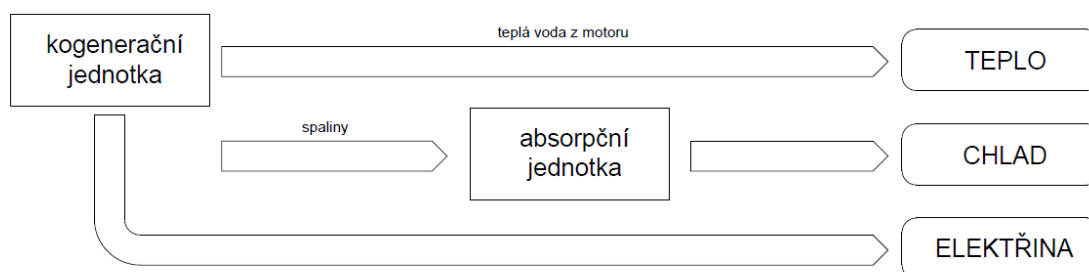 kogenerační
jednotka
teplá voda z motoru
TEPLO
spaliny
absorpční
jednotka
CHLAD
ELEKTŘINA